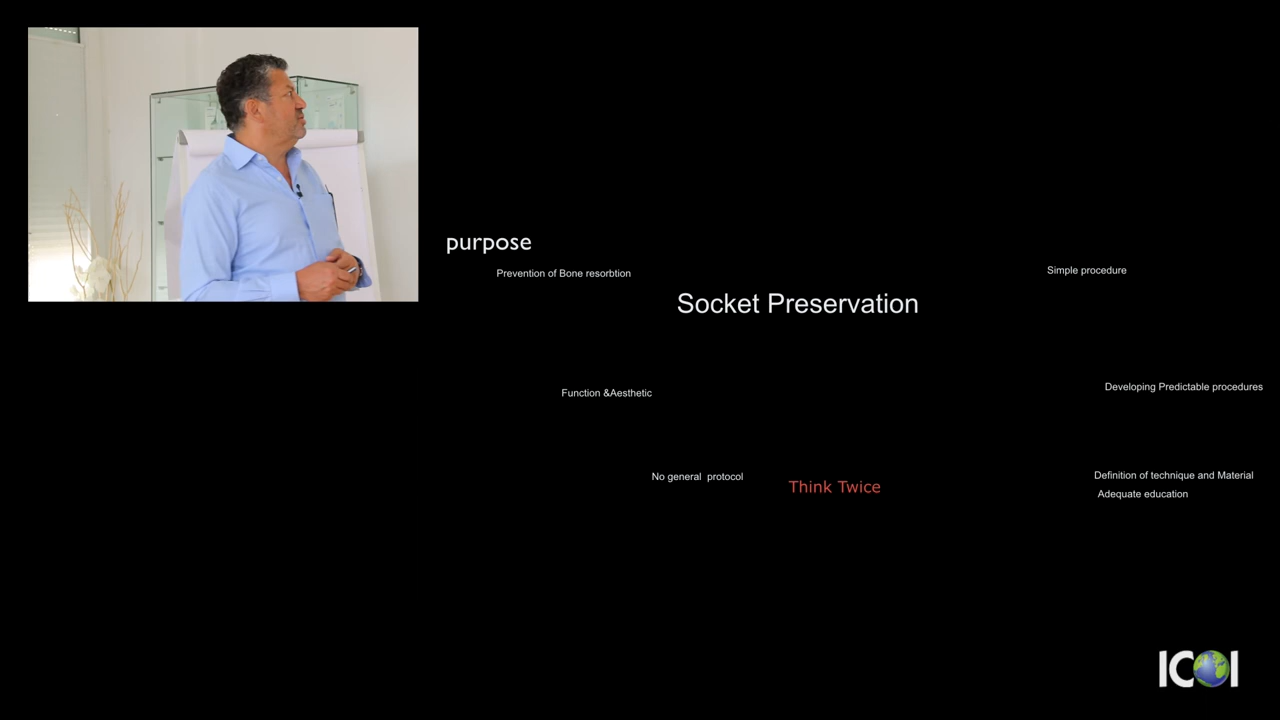 purpose
Prevention of Bone resorbtion
Simple procedure
Socket Preservation
Function &Aesthetic
Developing Predictable procedures
No general protocol
Think Twice
Definition of technique and Material
Adequate education
ICOI